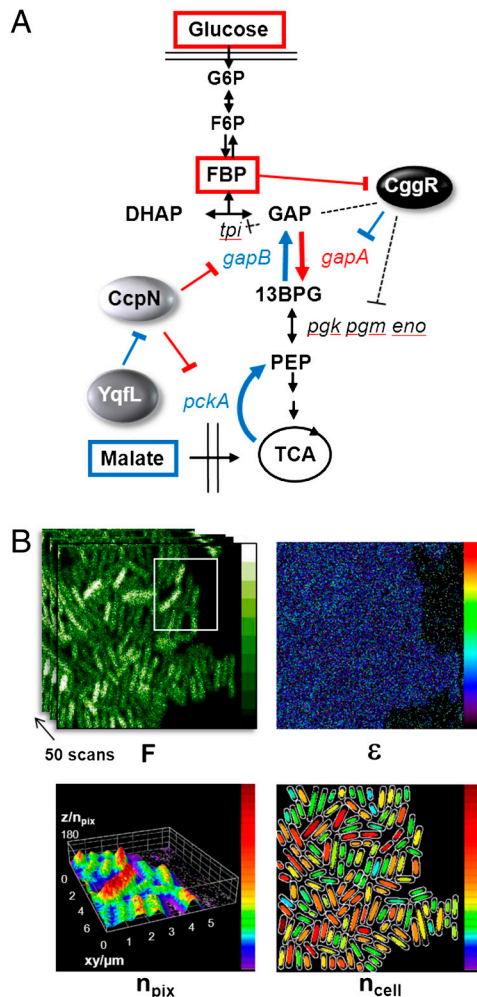 A
Glucose
G6P
F6P
FBP
CggR
DHAP
GAP
tpi
gapB
gapA
CcpN
13BPG
pgk pgm eno
PEP
YqfL
pckA
Malate
TCA
B
50 scans
F
ε
z/npix
180
0
2
4
6
0
1
2
3
4
5
xy/μm
npix
ncell